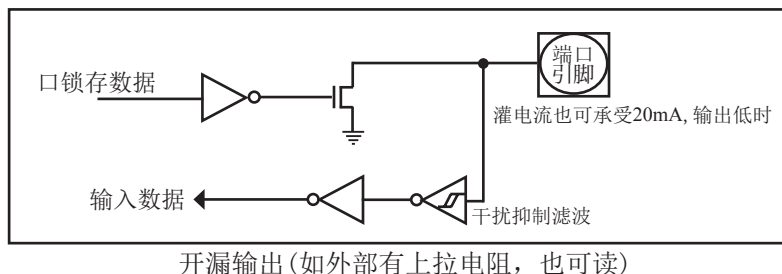 端口
引脚
口锁存数据
灌电流也可承受20mA, 输出低时
输入数据
干扰抑制滤波
开漏输出(如外部有上拉电阻，也可读)